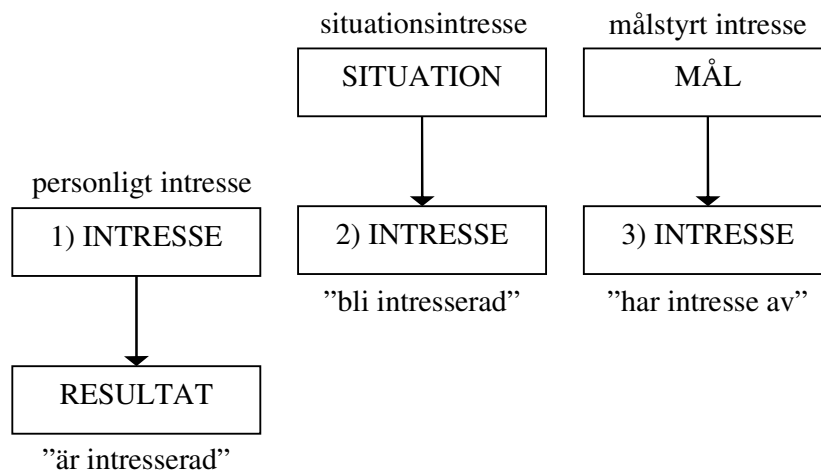 situationsintresse
målstyrt intresse
SITUATION
MÅL
personligt intresse
1) INTRESSE
2) INTRESSE
3) INTRESSE
”bli intresserad”
”har intresse av”
RESULTAT
”är intresserad”